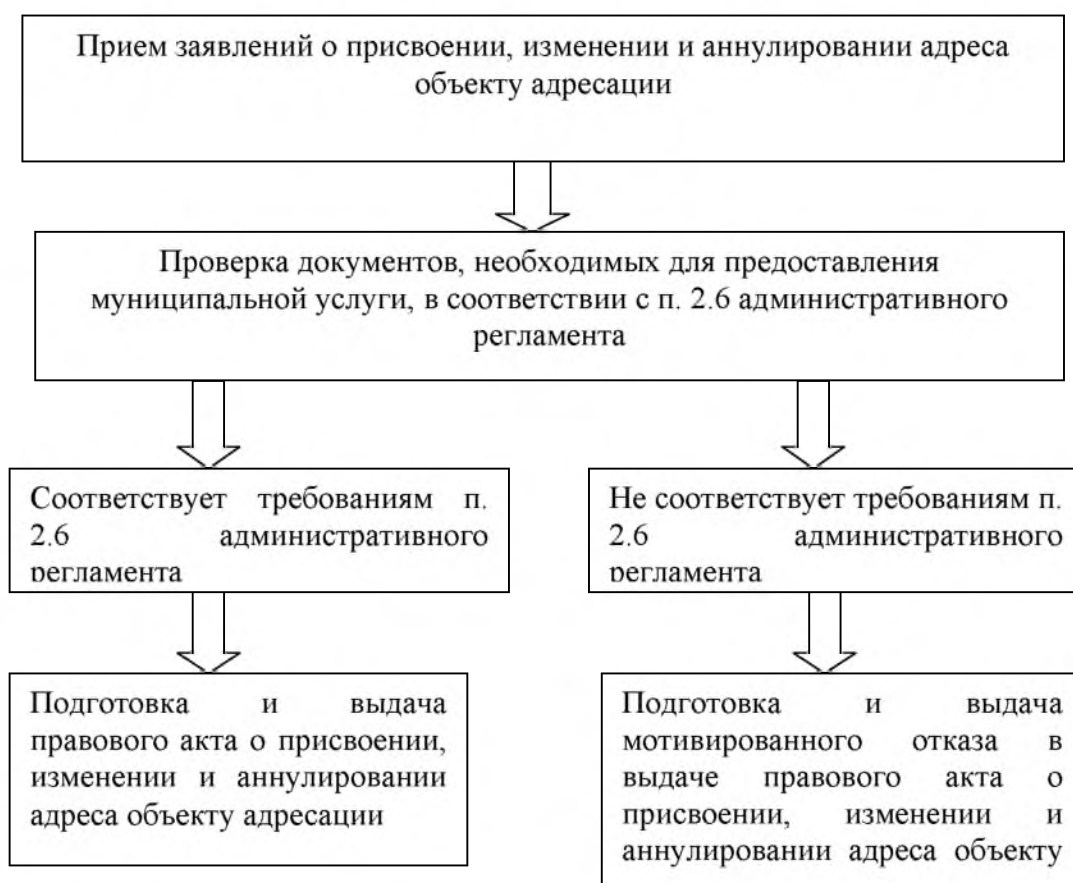 Прием заявлений о присвоении, изменении и аннулировании адреса
объекту адресации
Проверка документов, необходимых для предоставления
муниципальной услуги, в соответствии с п. 2.6 административного
регламента
Соответствует требованиям п.
2.6 административного
регламента
Не соответствует требованиям п.
2.6 административного
регламента
Подготовка и выдача
правового акта о присвоении,
изменении и аннулировании
адреса объекту адресации
Подготовка и выдача
мотивированного отказа в
выдаче правового акта о
присвоении, изменении и
аннулировании адреса объекту